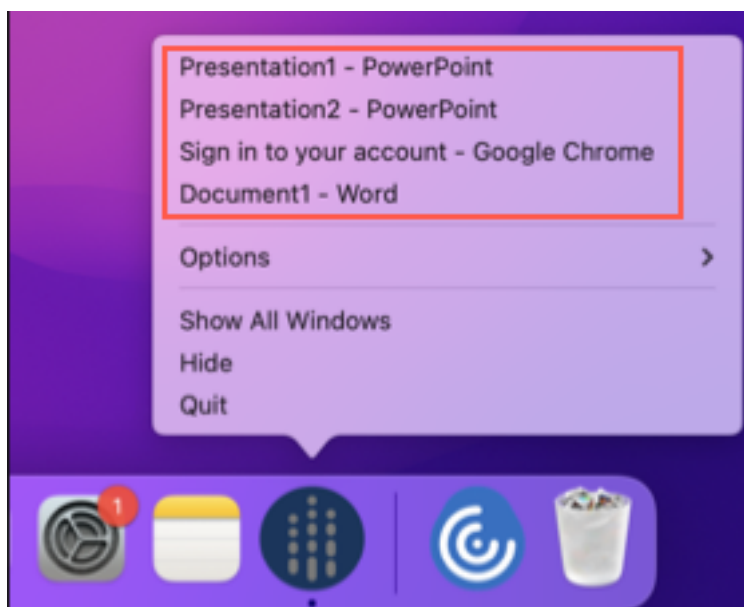 Presentation1 - PowerPoint
Presentation2 - PowerPoint
Sign in to your account - Google Chrome
Document1 - Word
Options
Show All Windows
Hide
Quit
1